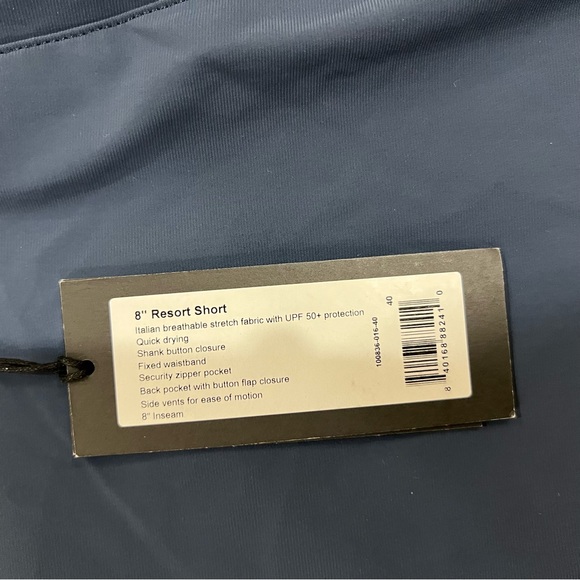 8" Resort Short
Italian breathable stretch fabric with UPF 50+ protection
Quick drying
Shank button closure
Fixed waistband
Security zipper pocket
Back pocket with button flap closure
Side vents for ease of motion
8" Inseam
100836-016-40
40
8 40168 88241 0